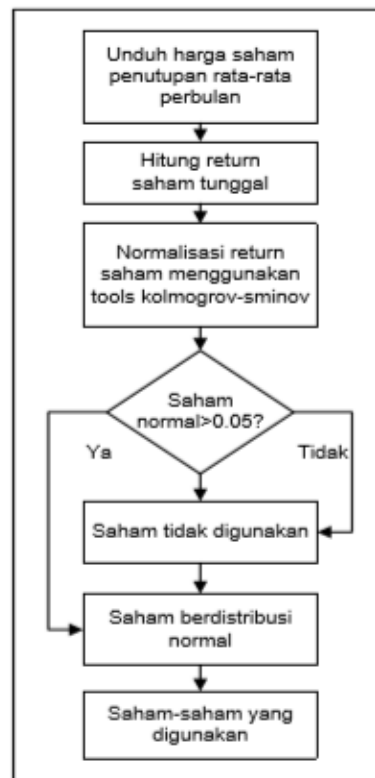 Unduh harga saham
penutupan rata-rata
perbulan
Hitung return
saham tunggal
Normalisasi return
saham menggunakan
tools kolmogrov-sminov
Saham
normal>0.05?
Ya
Tidak
Saham tidak digunakan
Saham berdistribusi
normal
Saham-saham yang
digunakan